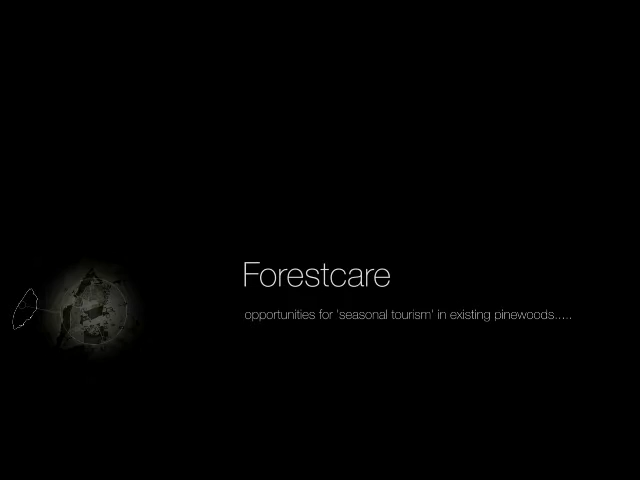 Forestcare
opportunities for 'seasonal tourism' in existing pinewoods.....